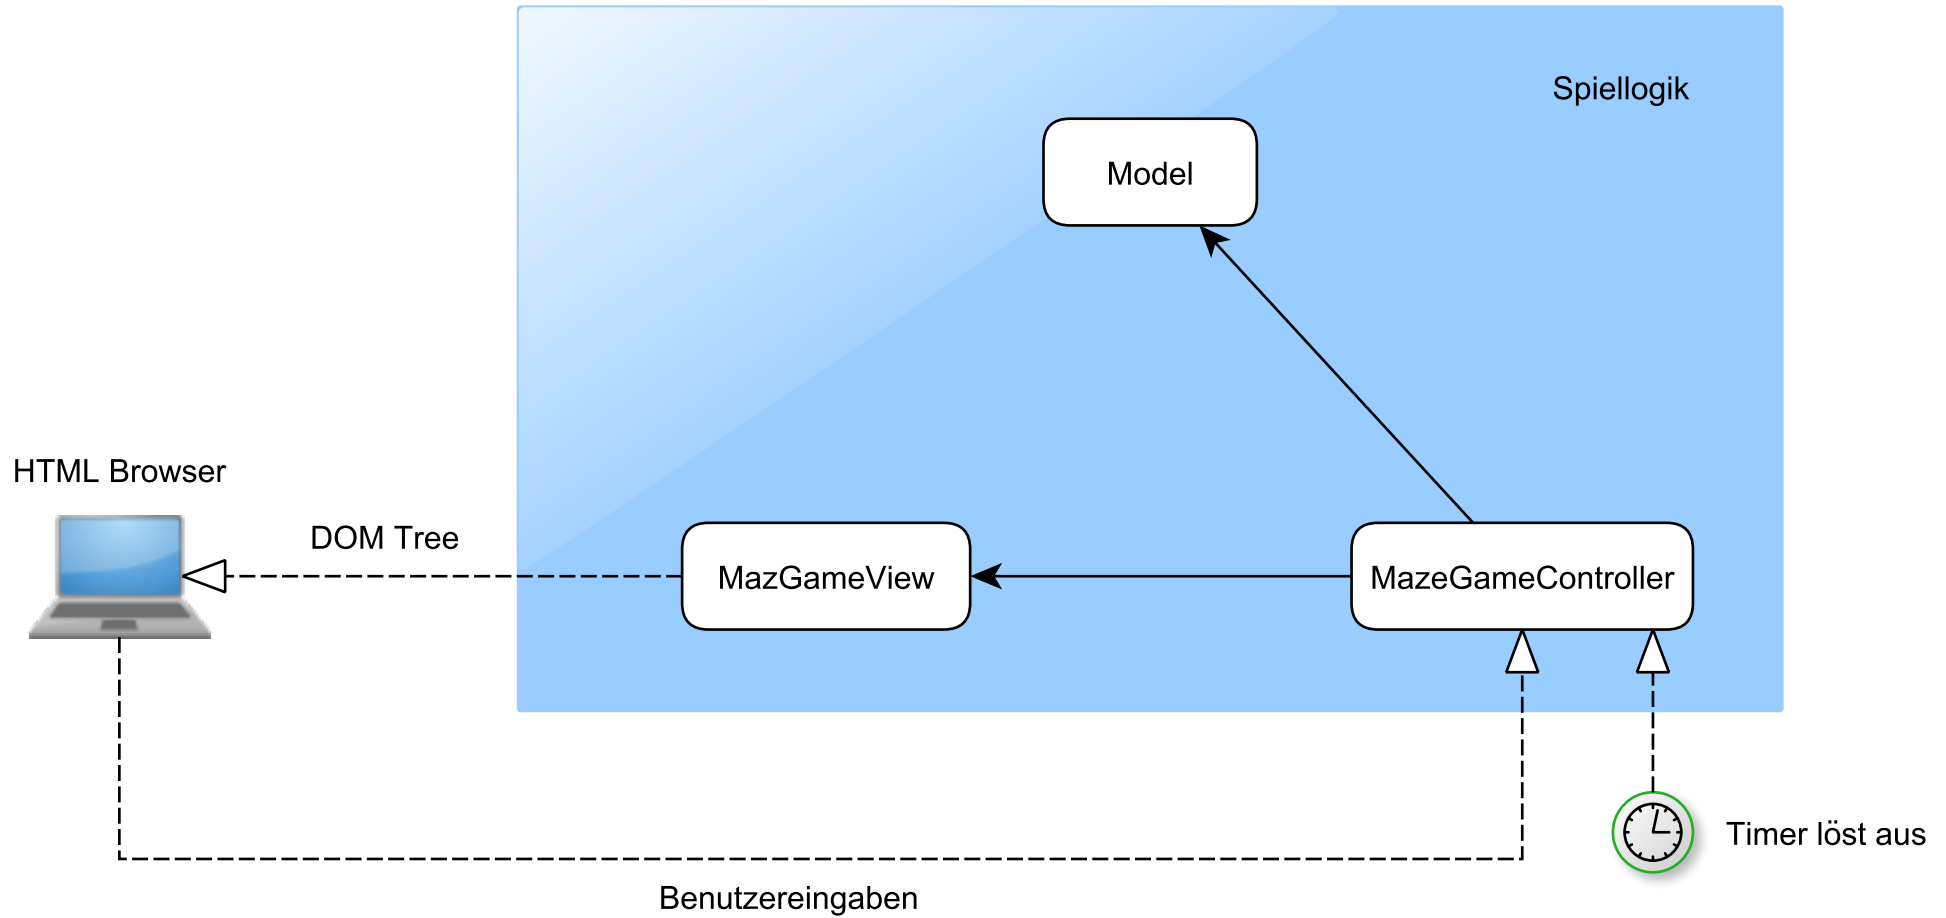 Spiellogik
Model
HTML Browser
DOM Tree
MazGameView
MazeGameController
Timer löst aus
Benutzereingaben